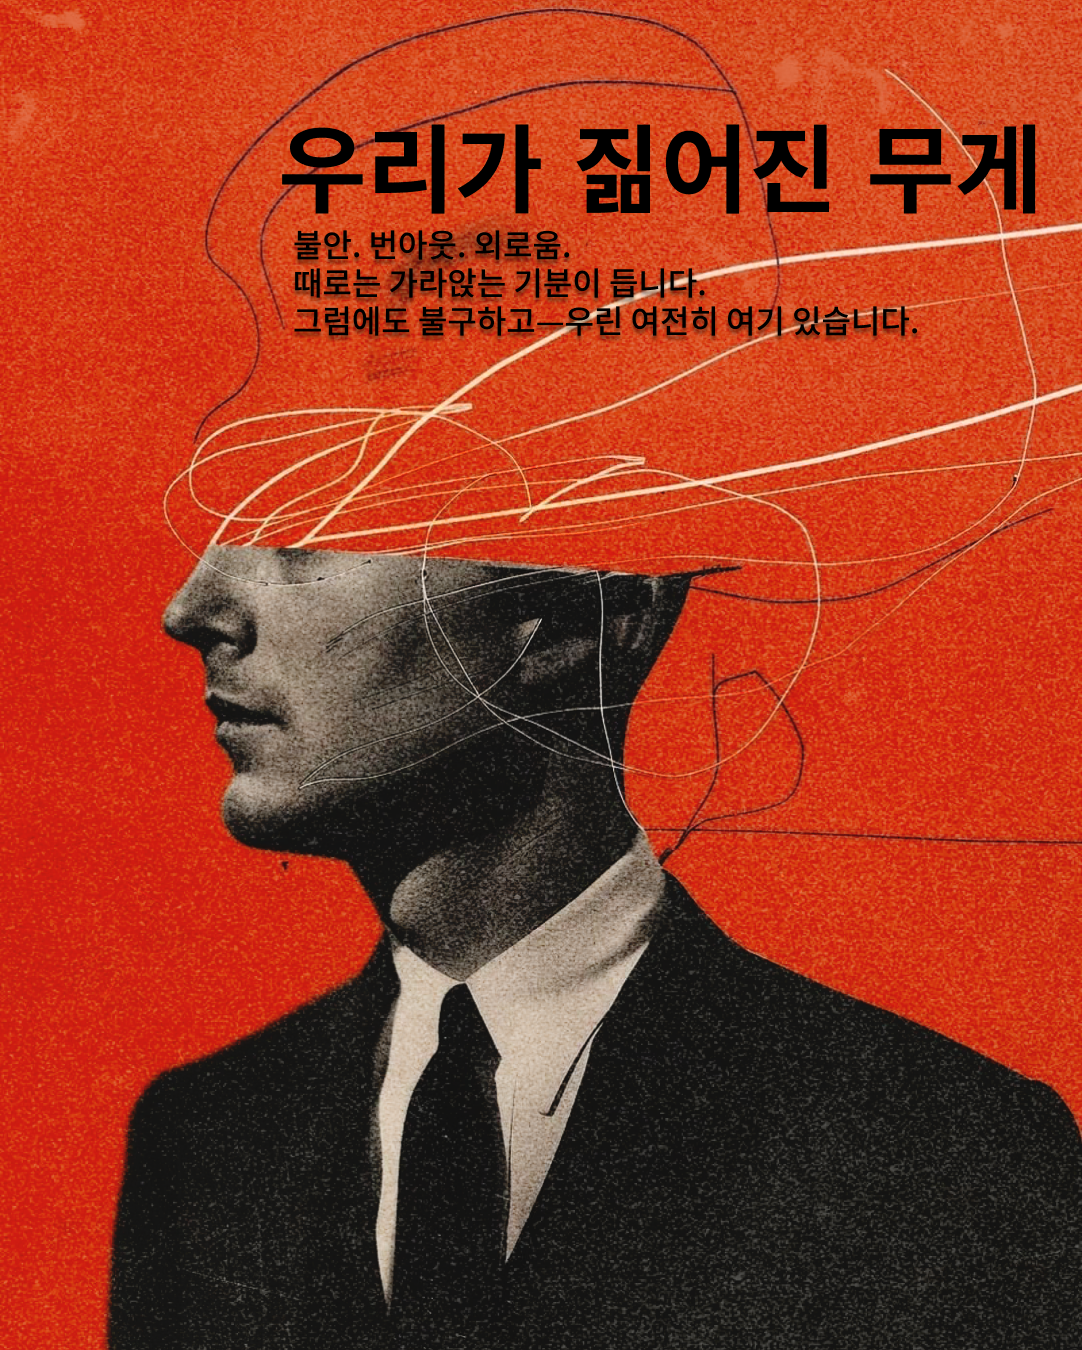 우리가 짊어진 무게
불안. 번아웃. 외로움.
때로는 가라앉는 기분이 듭니다.
그럼에도 불구하고—우린 여전히 여기 있습니다.